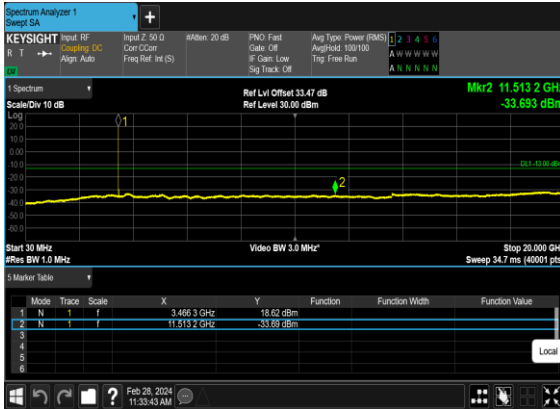 Spectrum Analyzer 1
Swept SA
+
KEYSIGHT Input: RF Input Z: 50 Ω #Atten: 20 dB PNO: Fast Avg Type: Power (RMS) 1 2 3 4 5 6
R T Coupling: DC Corr CCorr Gate: Off Avg|Hold: 100/100 A W W W W W
Align: Auto Freq Ref: Int (S) IF Gain: Low Trig: Free Run
Sig Track: Off A N N N N N
1 Spectrum Ref Lvl Offset 33.47 dB Mkr2 11.513 2 GHz
Scale/Div 10 dB Ref Level 30.00 dBm -33.693 dBm
Log
1
20.0
10.0
0.00
-10.0
DL1 -13.00 dBm
-20.0
2
-30.0
-40.0
-50.0
-60.0
Start 30 MHz Video BW 3.0 MHz* Stop 20.000 GHz
#Res BW 1.0 MHz Sweep 34.7 ms (40001 pts)
5 Marker Table
Mode Trace Scale X Y Function Function Width Function Value
1 N 1 f 3.466 3 GHz 18.62 dBm
2 N 1 f 11.513 2 GHz -33.69 dBm
3
4
5
6
Local
? Feb 28, 2024
11:33:43 AM